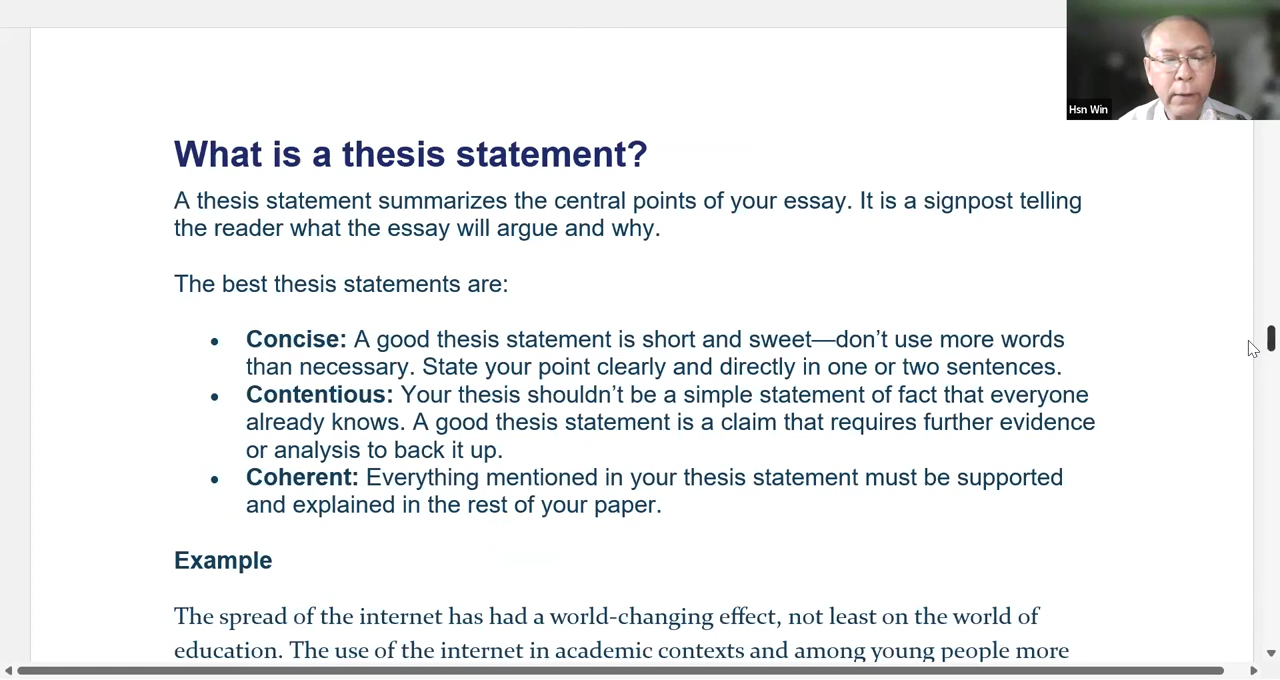 Hsn Win
What is a thesis statement?
A thesis statement summarizes the central points of your essay. It is a signpost telling
the reader what the essay will argue and why.
The best thesis statements are:
• Concise: A good thesis statement is short and sweet—don’t use more words
than necessary. State your point clearly and directly in one or two sentences.
• Contentious: Your thesis shouldn’t be a simple statement of fact that everyone
already knows. A good thesis statement is a claim that requires further evidence
or analysis to back it up.
• Coherent: Everything mentioned in your thesis statement must be supported
and explained in the rest of your paper.
Example
The spread of the internet has had a world-changing effect, not least on the world of
education. The use of the internet in academic contexts and among young people more